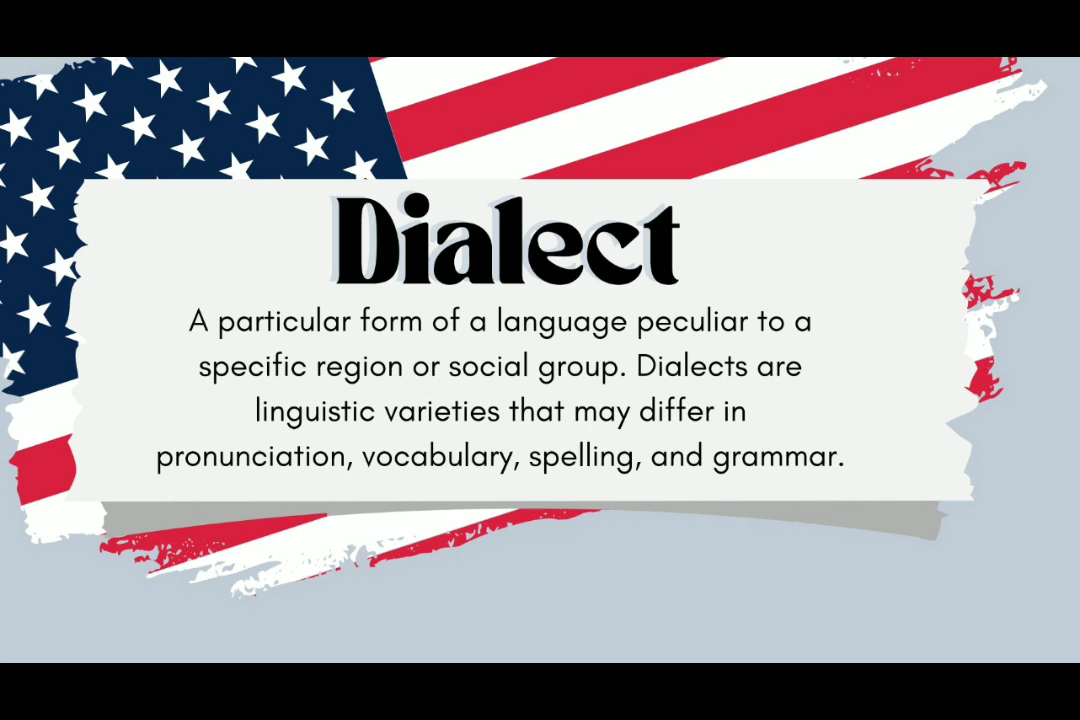 Dialect
A particular form of a language peculiar to a
specific region or social group. Dialects are
linguistic varieties that may differ in
pronunciation, vocabulary, spelling, and grammar.